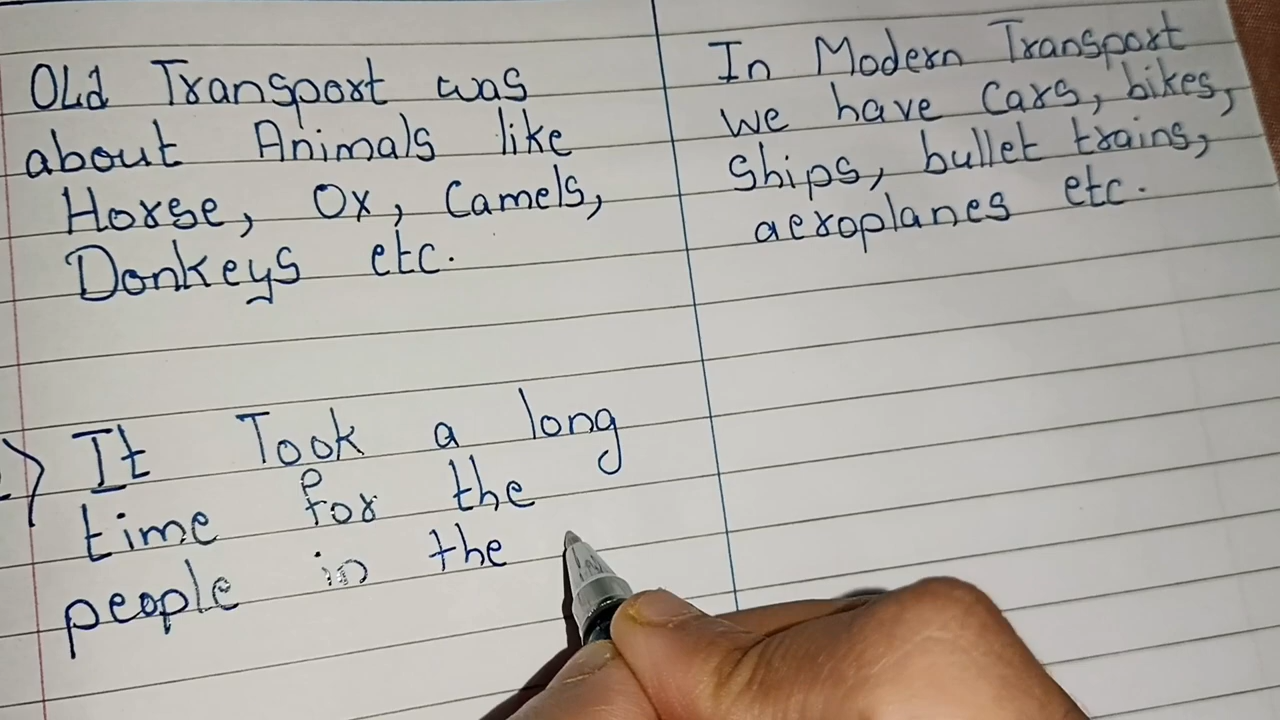 Old Transport was
about Animals like
Horse, Ox, Camels,
Donkeys etc.
In Modern Transport
we have Cars, bikes,
Ships, bullet trains,
aeroplanes etc.
) It Took a long
time for the
people in the